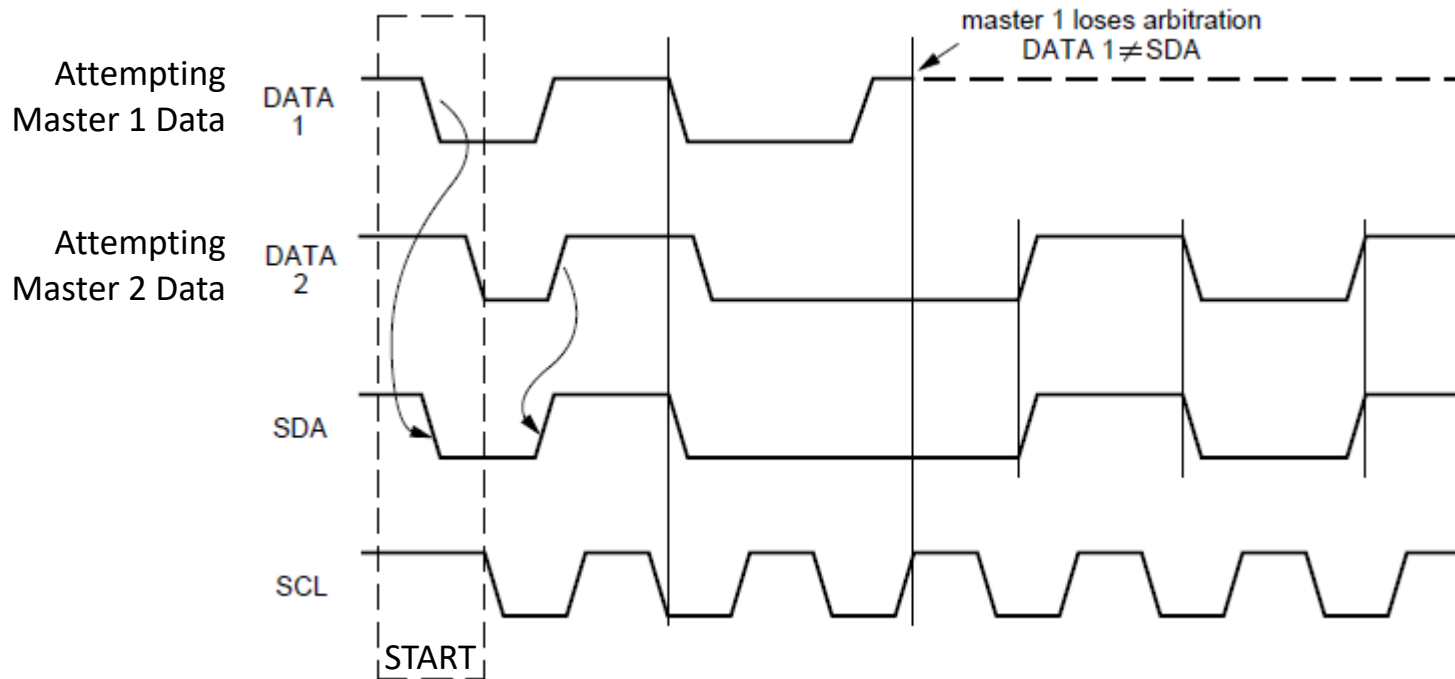 master 1 loses arbitration
DATA 1≠SDA
Attempting
Master 1 Data
DATA
1
Attempting
Master 2 Data
DATA
2
SDA
SCL
START